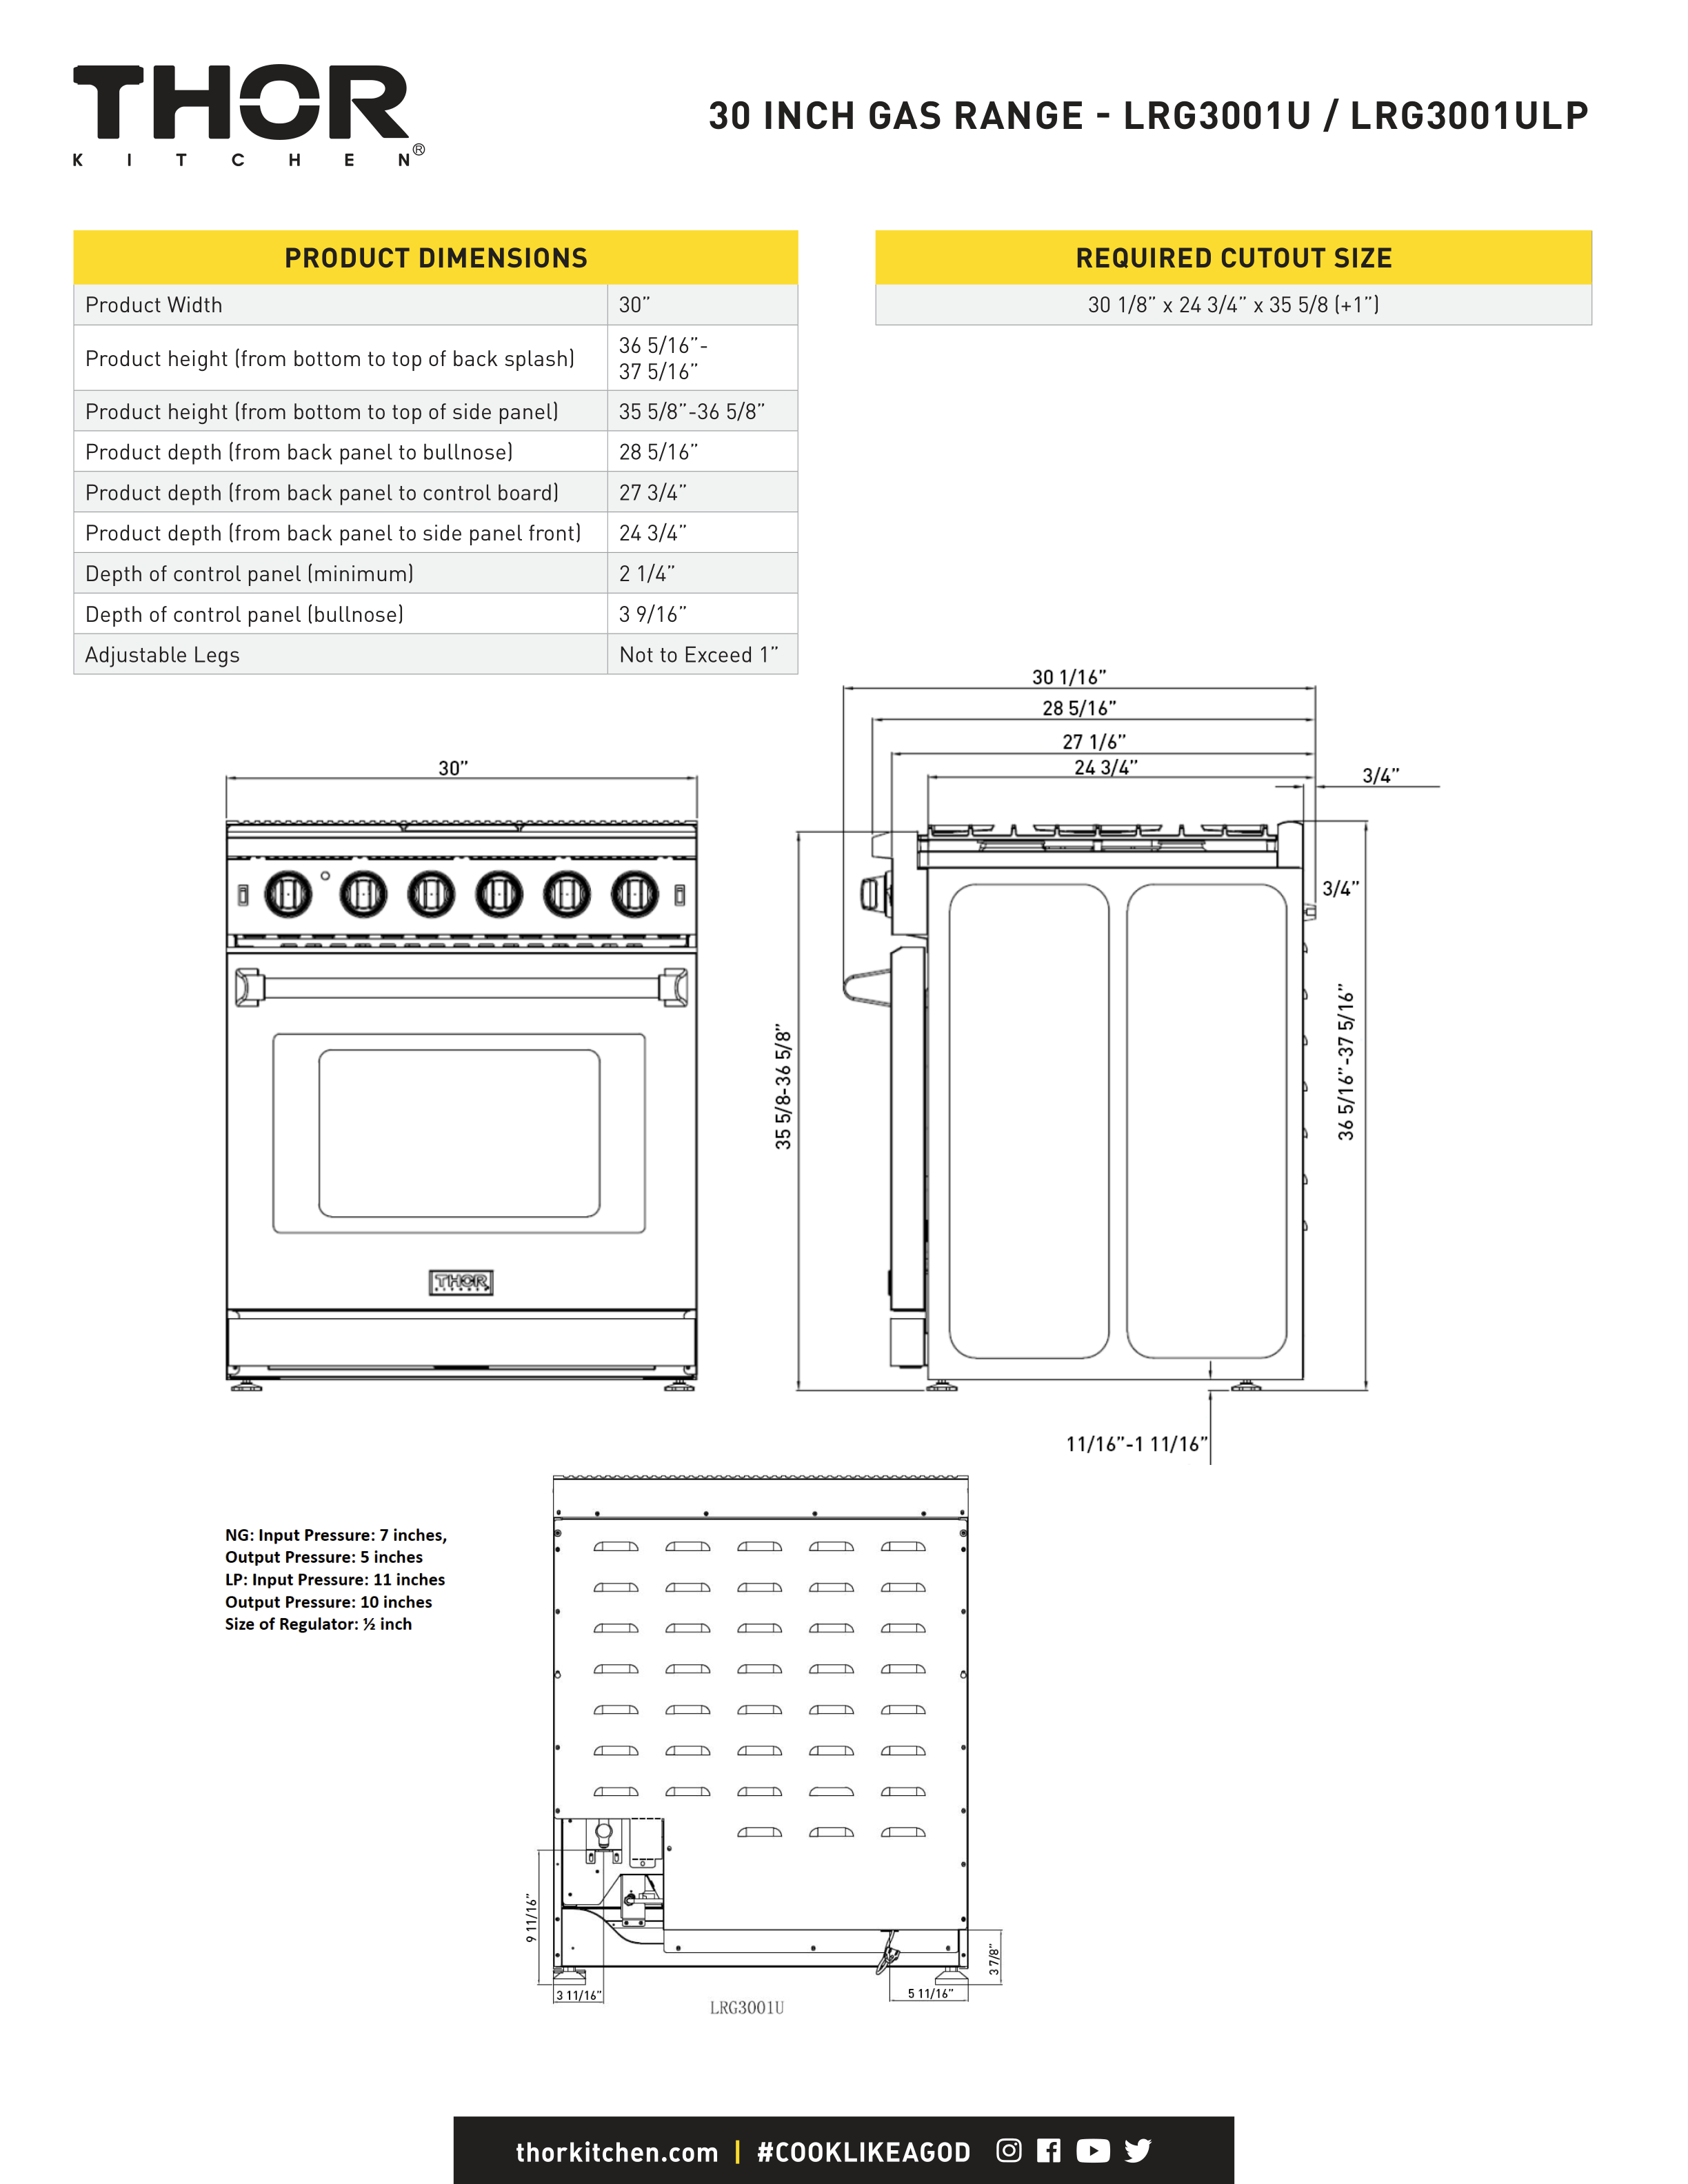 THOR
KITCHEN®
30 INCH GAS RANGE - LRG3001U / LRG3001ULP
PRODUCT DIMENSIONS
Product Width 30”
Product height (from bottom to top of back splash) 36 5/16”-
37 5/16”
Product height (from bottom to top of side panel) 35 5/8”-36 5/8”
Product depth (from back panel to bullnose) 28 5/16”
Product depth (from back panel to control board) 27 3/4”
Product depth (from back panel to side panel front) 24 3/4”
Depth of control panel (minimum) 2 1/4”
Depth of control panel (bullnose) 3 9/16”
Adjustable Legs Not to Exceed 1”
REQUIRED CUTOUT SIZE
30 1/8” x 24 3/4” x 35 5/8 (+1”)
30”
THOR
KITCHEN
30 1/16”
28 5/16”
27 1/6”
24 3/4”
3/4”
3/4”
35 5/8-36 5/8”
36 5/16”-37 5/16”
11/16”-1 11/16”
NG: Input Pressure: 7 inches,
Output Pressure: 5 inches
LP: Input Pressure: 11 inches
Output Pressure: 10 inches
Size of Regulator: ½ inch
9 11/16”
3 11/16”
5 11/16”
3 7/8”
LRG3001U
thorkitchen.com | #COOKLIKEAGOD